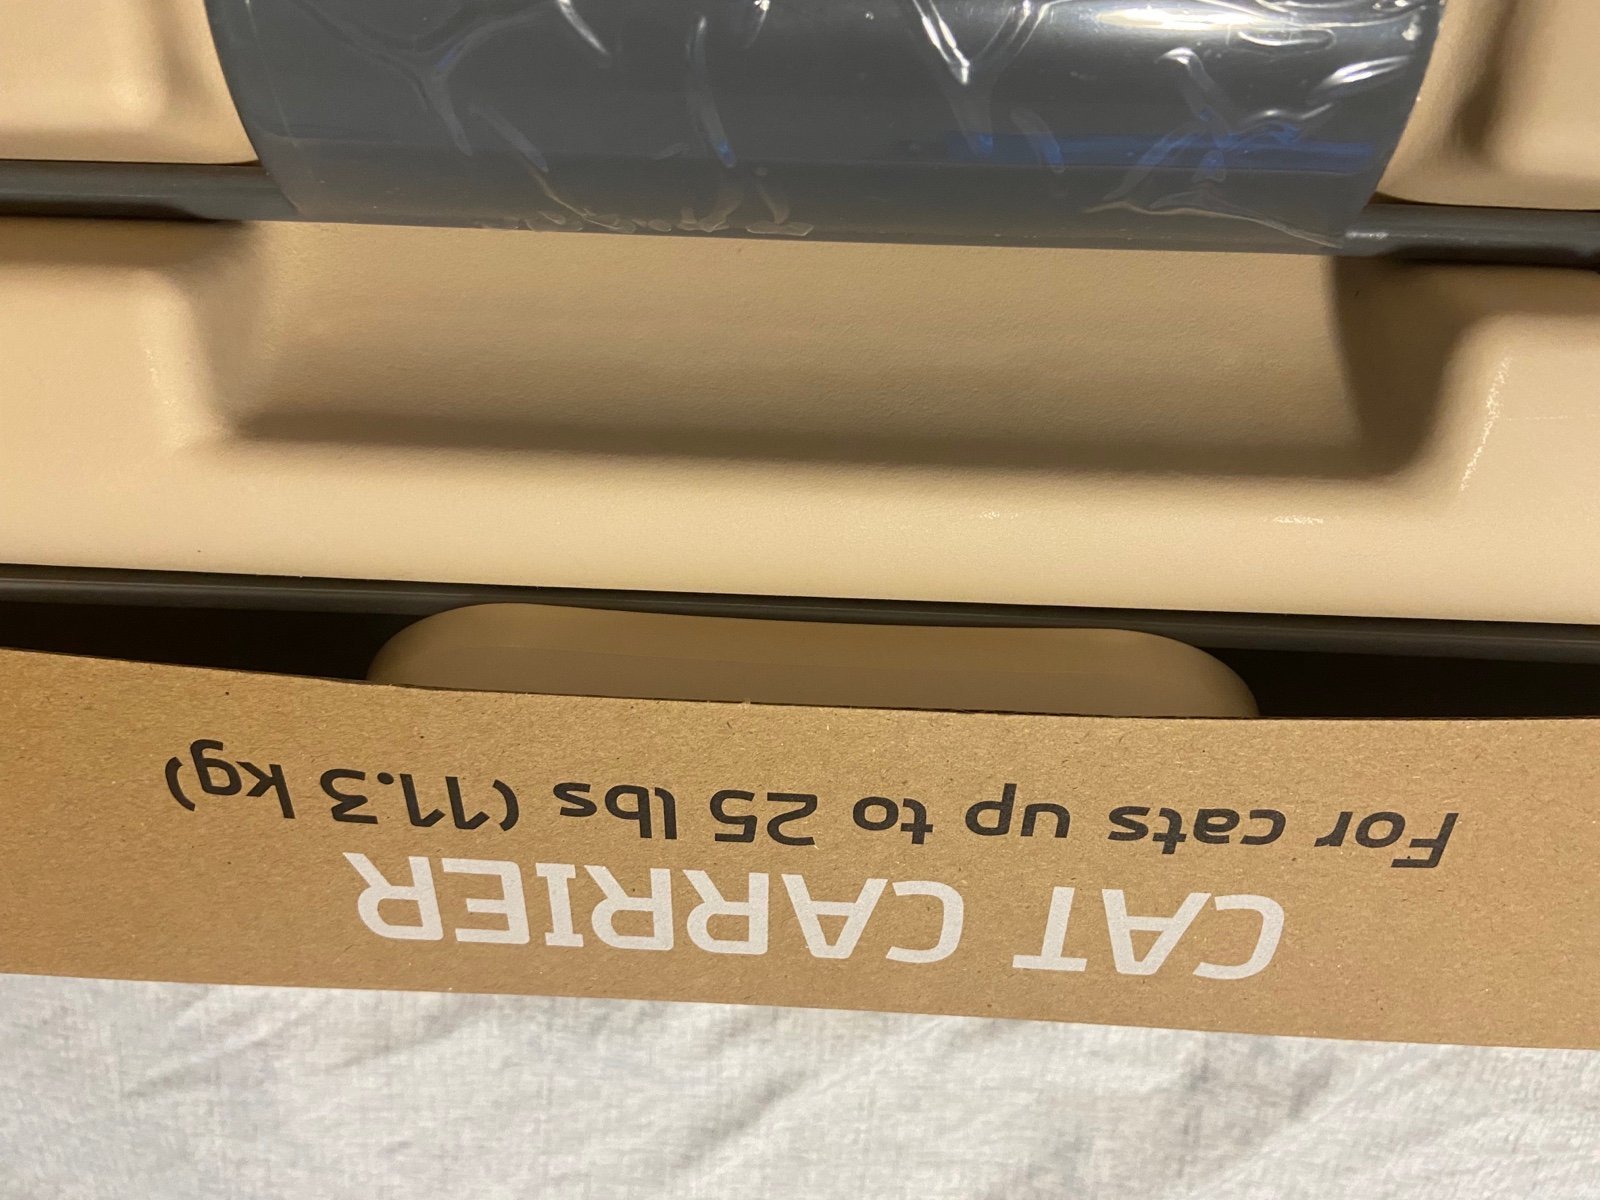 CAT CARRIER
For cats up to 25 lbs (11.3 kg)